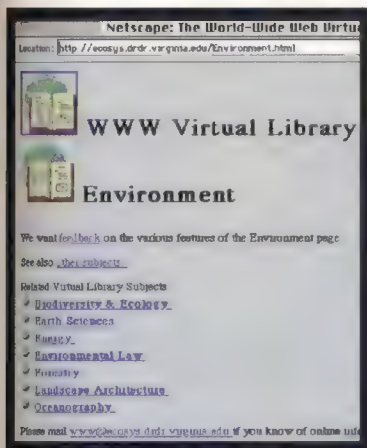 Netscape: The World-Wide Web Virtu
Location: http://ecosys.drdr.virginia.edu/Environment.html
WWW Virtual Library
Environment
We want feedback on the various features of the Environment page
See also other subjects.
Related Virtual Library Subjects
Biodiversity & Ecology
Earth Sciences
Energy
Environmental Law
Forestry
Landscape Architecture
Oceanography
Please mail www@ecosys.drdr.virginia.edu if you know of online info